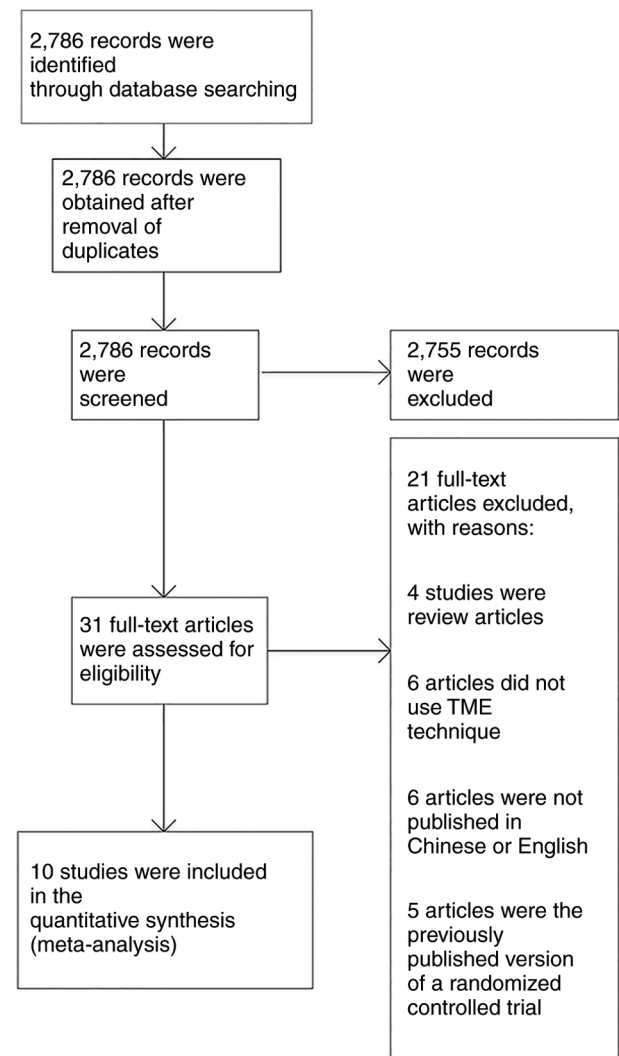 2,786 records were
identified
through database searching
2,786 records were
obtained after
removal of
duplicates
2,786 records
were
screened
2,755 records
were
excluded
31 full-text articles
were assessed for
eligibility
21 full-text
articles excluded,
with reasons:
4 studies were
review articles
6 articles did not
use TME
technique
6 articles were not
published in
Chinese or English
5 articles were the
previously
published version
of a randomized
controlled trial
10 studies were included
in the
quantitative synthesis
(meta-analysis)